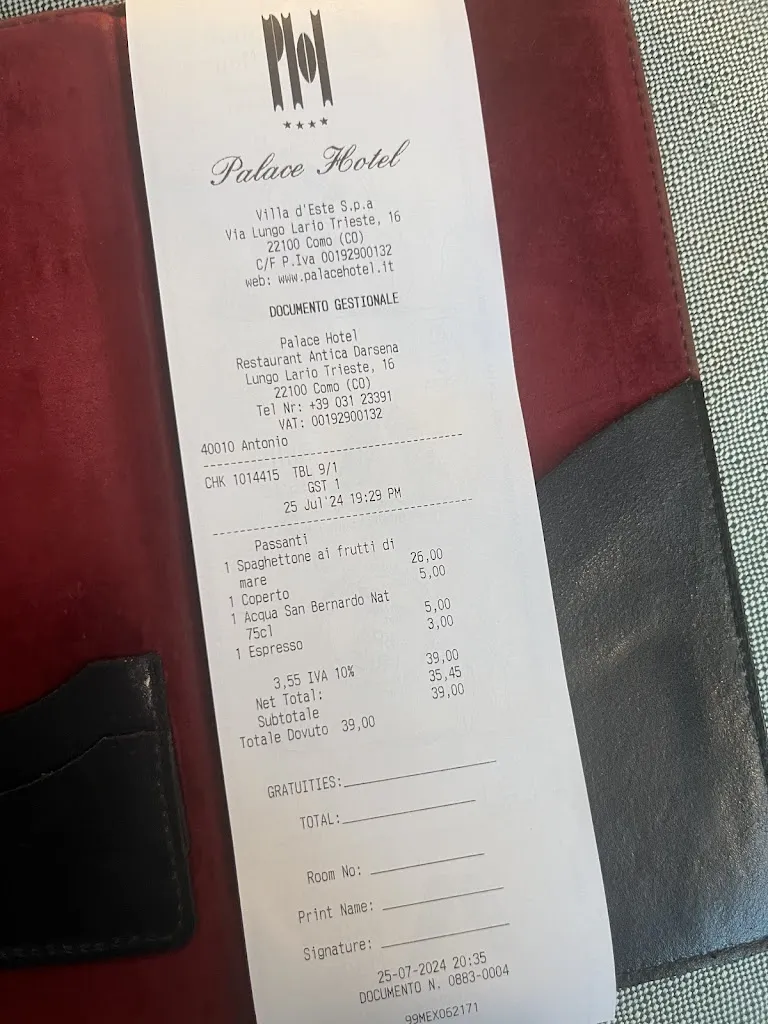 Palace Hotel
Villa d'Este S.p.a
Via Lungo Lario Trieste, 16
22100 Como (CO)
C/F P.Iva 00192900132
web: www.palacehotel.it
DOCUMENTO GESTIONALE
Palace Hotel
Restaurant Antica Darsena
Lungo Lario Trieste, 16
22100 Como (CO)
Tel Nr: +39 031 23391
VAT: 00192900132
40010 Antonio
CHK 1014415 TBL 9/1
GST 1
25 Jul'24 19:29 PM
Passanti
1 Spaghettone ai frutti di
mare 26,00
1 Coperto 5,00
1 Acqua San Bernardo Nat
75cl 5,00
1 Espresso 3,00
3,55 IVA 10% 39,00
Net Total: 35,45
Subtotale 39,00
Totale Dovuto 39,00
GRATUITIES:
TOTAL:
Room No:
Print Name:
Signature:
25-07-2024 20:35
DOCUMENTO N. 0883-0004
99MEX062171